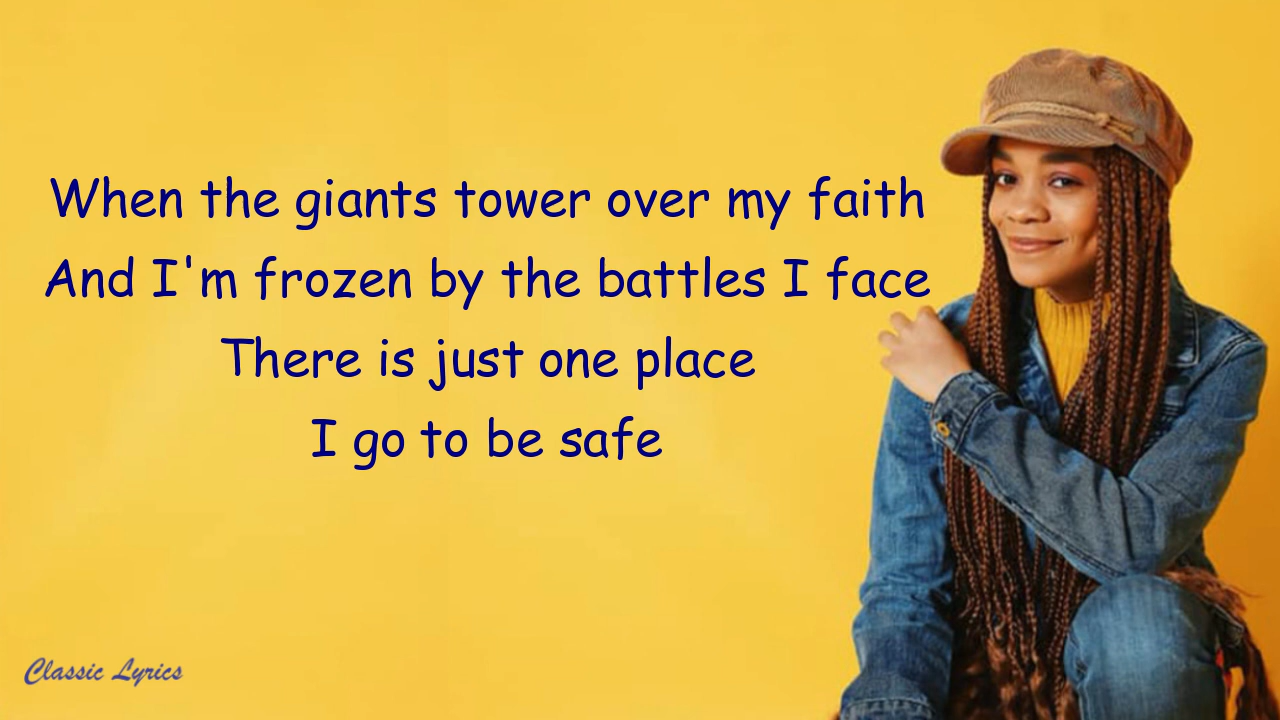 When the giants tower over my faith
And I'm frozen by the battles I face
There is just one place
I go to be safe
Classic Lyrics